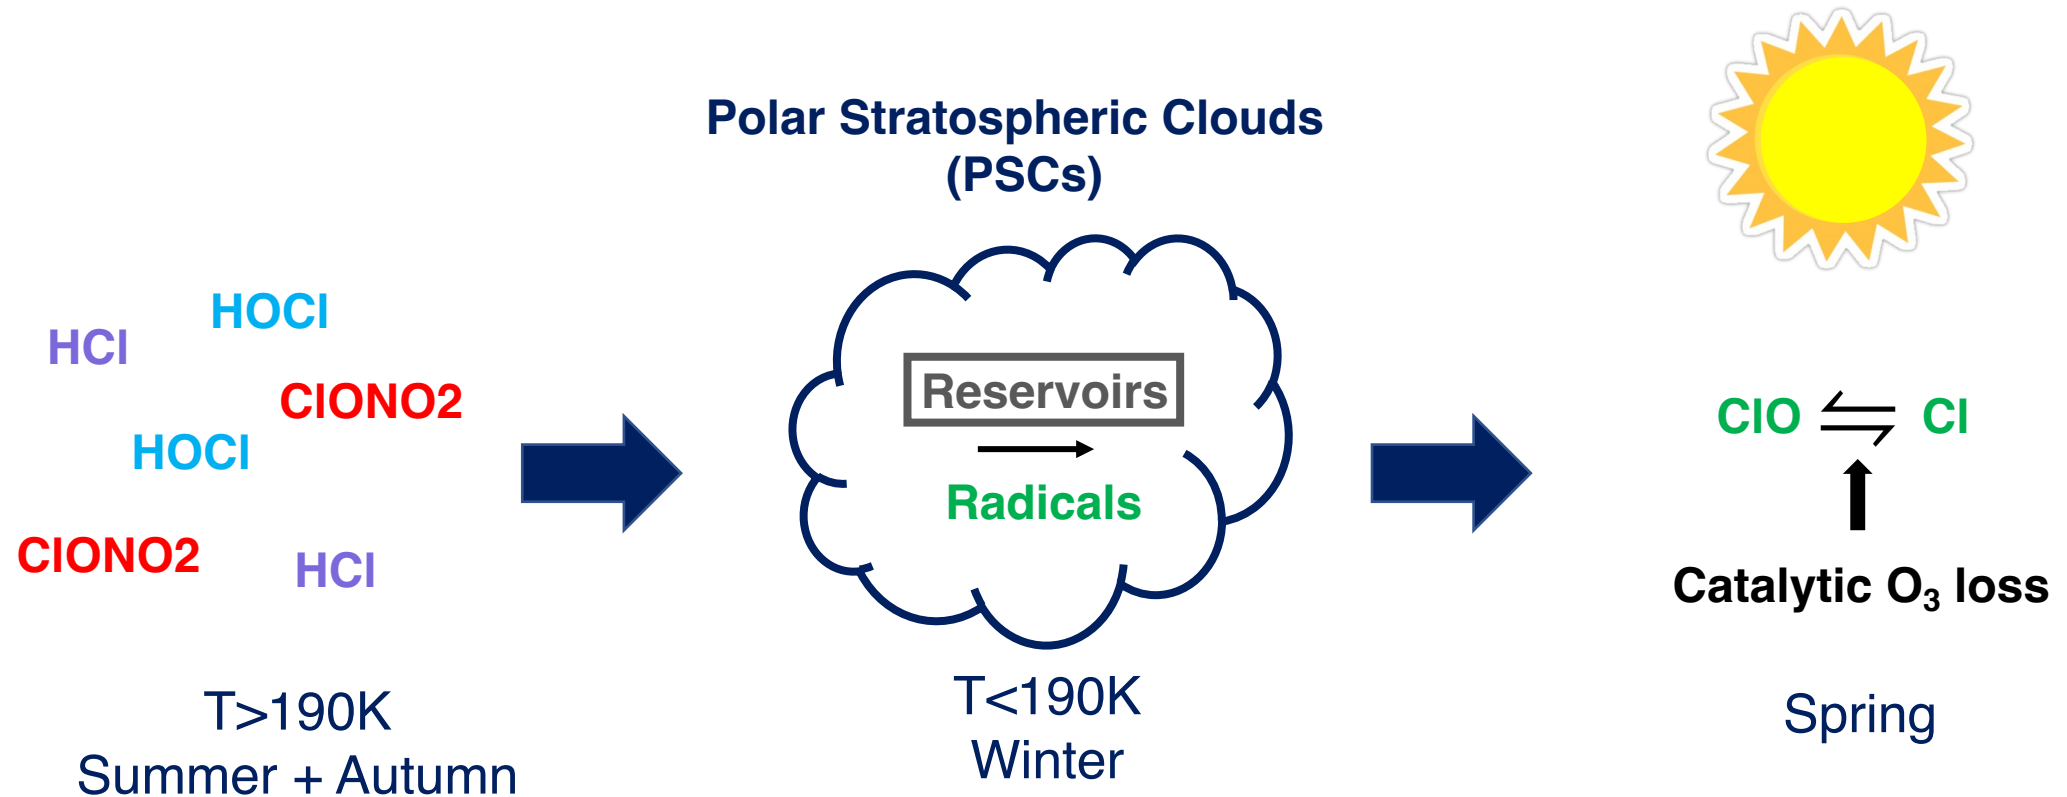 HCl
HOCl
ClONO2
HOCl
ClONO2
HCl
T>190K
Summer + Autumn
Polar Stratospheric Clouds
(PSCs)
Reservoirs
Radicals
T<190K
Winter
ClO ⇌ Cl
Catalytic O₃ loss
Spring